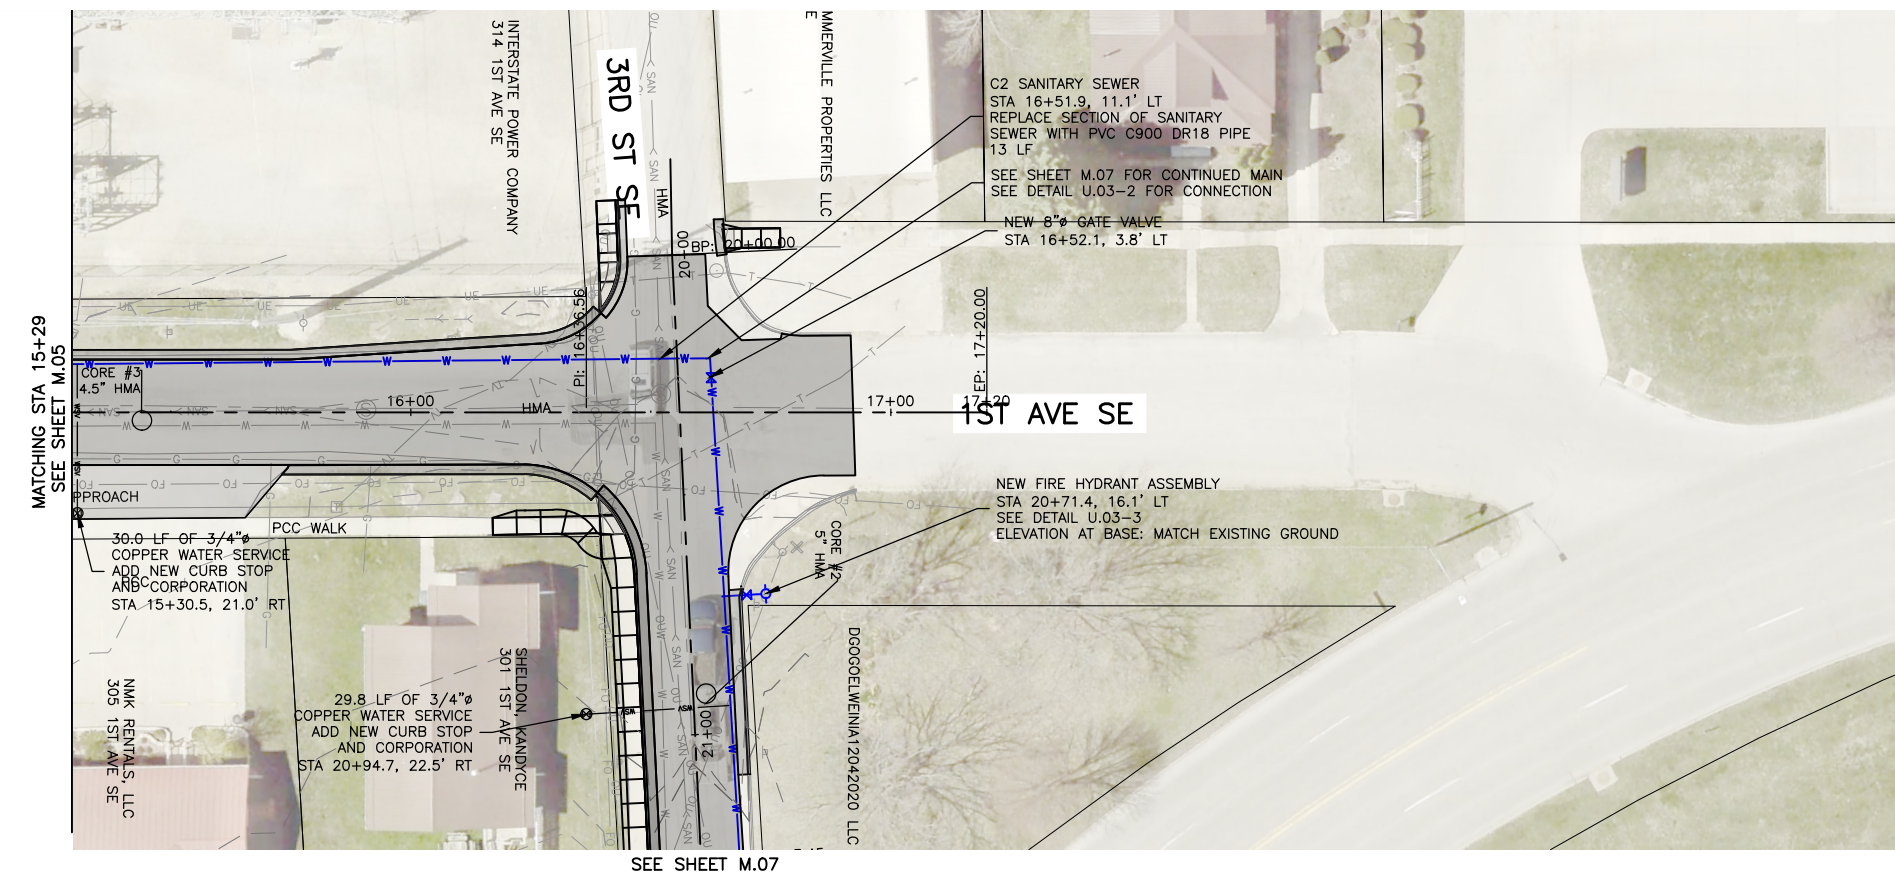 INTERSTATE POWER COMPANY
314 1ST AVE SE
3RD ST SE
MMERVILLE PROPERTIES LLC
E
C2 SANITARY SEWER
STA 16+51.9, 11.1' LT
REPLACE SECTION OF SANITARY
SEWER WITH PVC C900 DR18 PIPE
13 LF
SEE SHEET M.07 FOR CONTINUED MAIN
SEE DETAIL U.03-2 FOR CONNECTION
NEW 8"ø GATE VALVE
STA 16+52.1, 3.8' LT
HMA
20+00
BP: 20+00.00
PI: 16+36.56
EP: 17+20.00
MATCHING STA 15+29
SEE SHEET M.05
CORE #3
4.5" HMA
16+00
HMA
17+00
17+20
1ST AVE SE
PPROACH
PCC WALK
PCC
30.0 LF OF 3/4"ø
COPPER WATER SERVICE
ADD NEW CURB STOP
AND CORPORATION
STA 15+30.5, 21.0' RT
NEW FIRE HYDRANT ASSEMBLY
STA 20+71.4, 16.1' LT
SEE DETAIL U.03-3
ELEVATION AT BASE: MATCH EXISTING GROUND
CORE #2
5" HMA
NMK RENTALS, LLC
305 1ST AVE SE
29.8 LF OF 3/4"ø
COPPER WATER SERVICE
ADD NEW CURB STOP
AND CORPORATION
STA 20+94.7, 22.5' RT
SHELDON, KANDYCE
301 1ST AVE SE
21+00
DGOGOELWEINIA12042020 LLC
SEE SHEET M.07